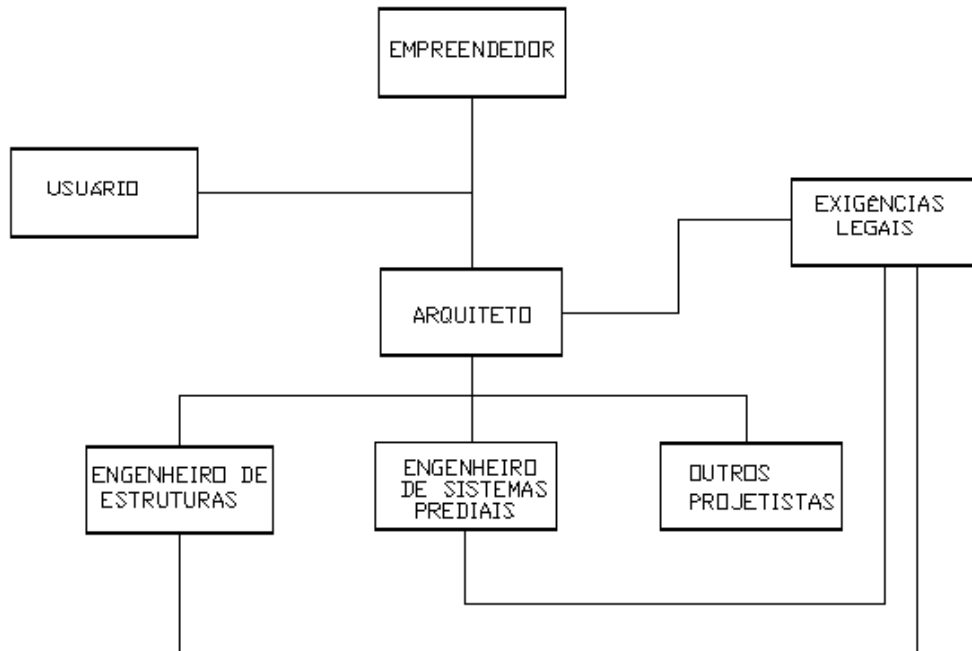 EMPREENDEDOR
USUÁRIO
EXIGÊNCIAS
LEGAIS
ARQUITETO
ENGENHEIRO DE
ESTRUTURAS
ENGENHEIRO
DE SISTEMAS
PREDIAIS
OUTROS
PROJETISTAS